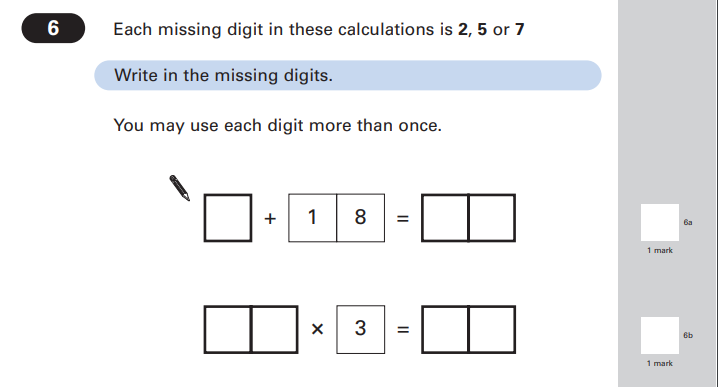 6 Each missing digit in these calculations is 2, 5 or 7
Write in the missing digits.
You may use each digit more than once.
+ 1 8 =
6a
1 mark
× 3 =
6b
1 mark